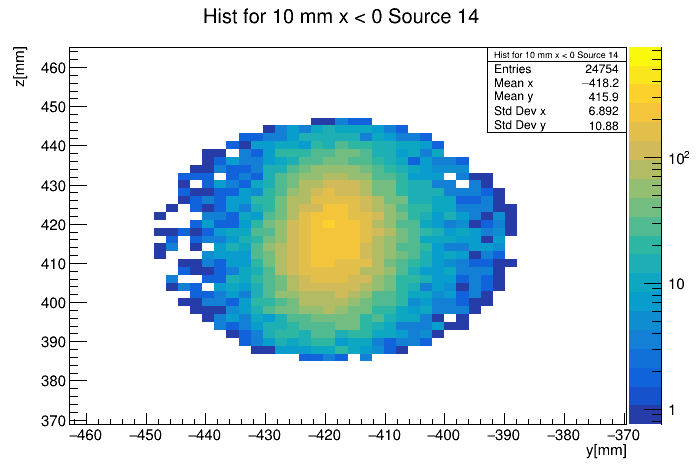 Hist for 10 mm x < 0 Source 14
z[mm]
Hist for 10 mm x < 0 Source 14
Entries 24754
Mean x −418.2
Mean y 415.9
Std Dev x 6.892
Std Dev y 10.88
460
450
440
430
420
410
400
390
380
370
−460 −450 −440 −430 −420 −410 −400 −390 −380 −370
y[mm]
10²
10
1